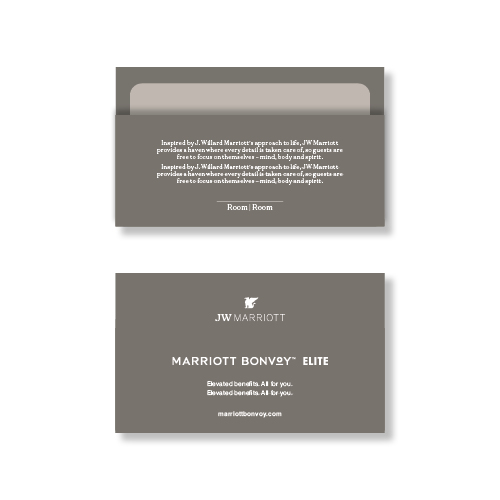 Inspired by J. Willard Marriott's approach to life, JW Marriott
provides a haven where every detail is taken care of, so guests are
free to focus on themselves – mind, body and spirit.
Inspired by J. Willard Marriott's approach to life, JW Marriott
provides a haven where every detail is taken care of, so guests are
free to focus on themselves – mind, body and spirit.
Room | Room
JW MARRIOTT
MARRIOTT BONVOY™ ELITE
Elevated benefits. All for you.
Elevated benefits. All for you.
marriottbonvoy.com